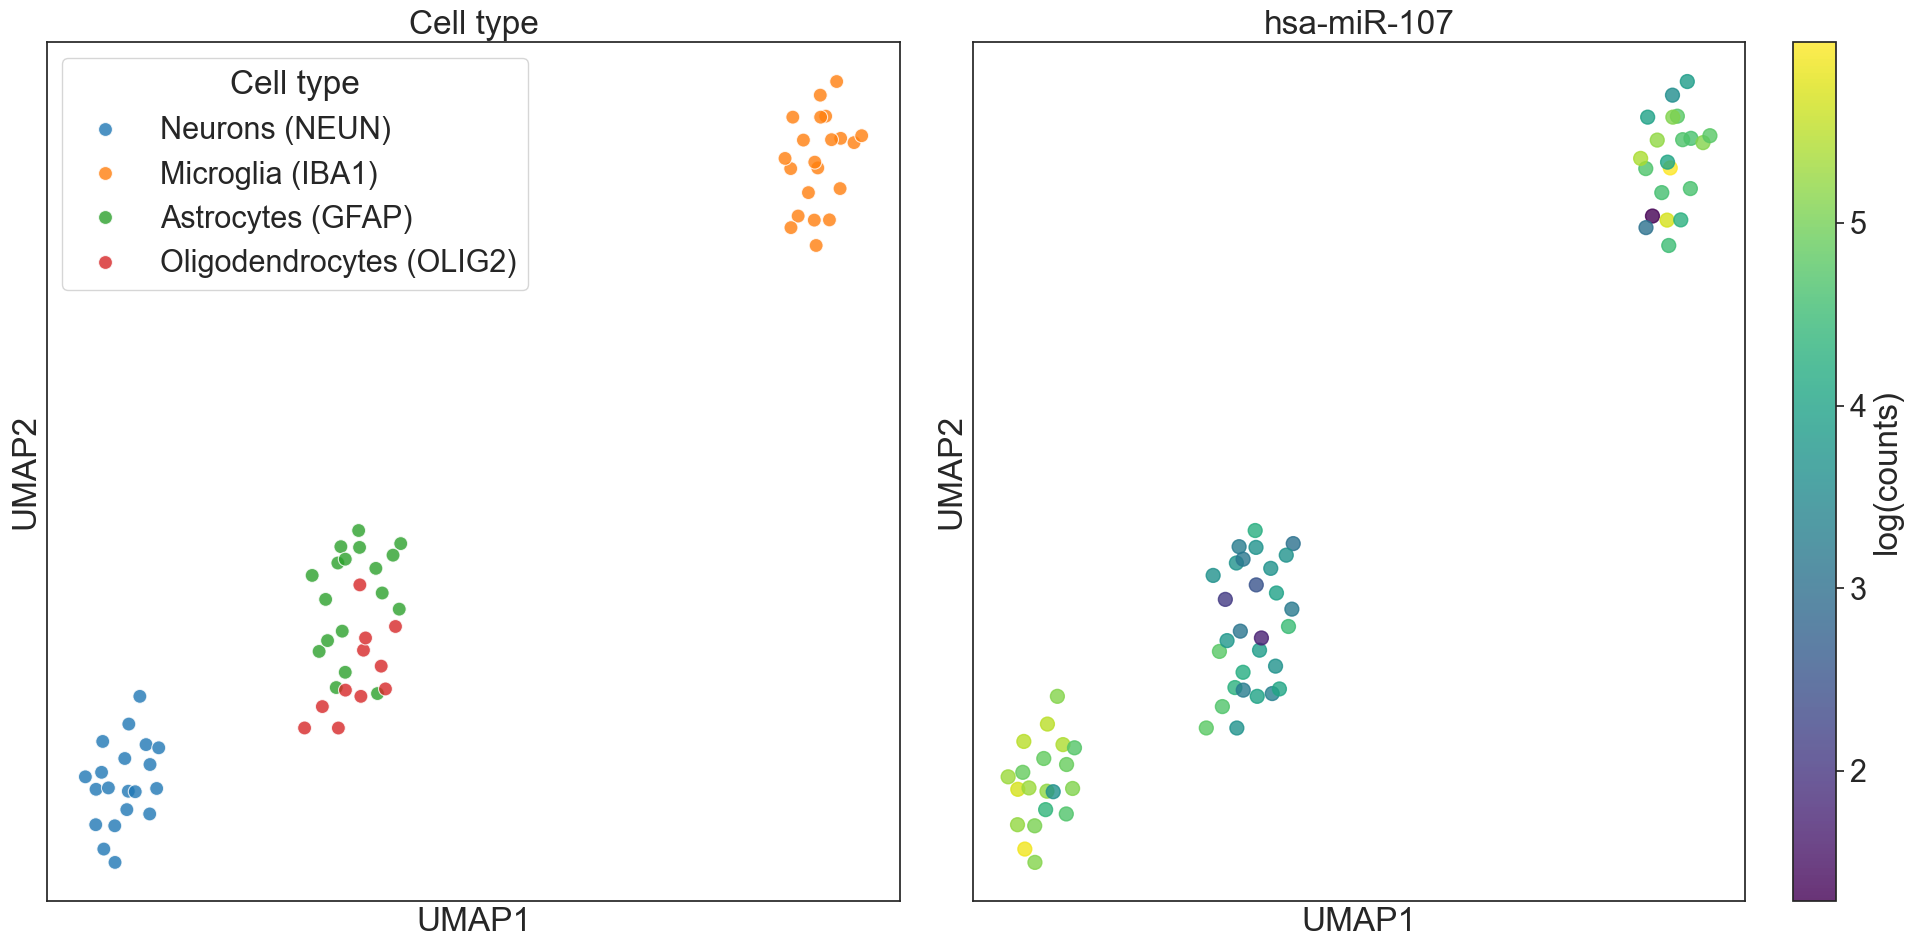 Cell type
Cell type
Neurons (NEUN)
Microglia (IBA1)
Astrocytes (GFAP)
Oligodendrocytes (OLIG2)
UMAP2
UMAP1
hsa-miR-107
UMAP2
UMAP1
5
4
3
2
log(counts)